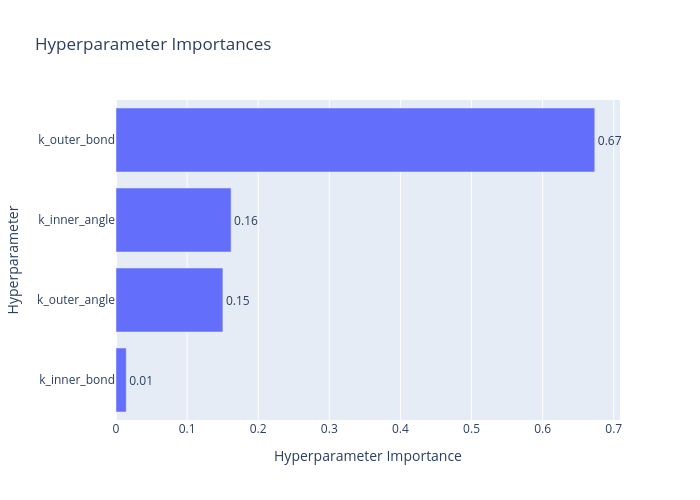 Hyperparameter Importances
k_outer_bond
0.67
k_inner_angle
0.16
k_outer_angle
0.15
k_inner_bond
0.01
Hyperparameter
0
0.1
0.2
0.3
0.4
0.5
0.6
0.7
Hyperparameter Importance